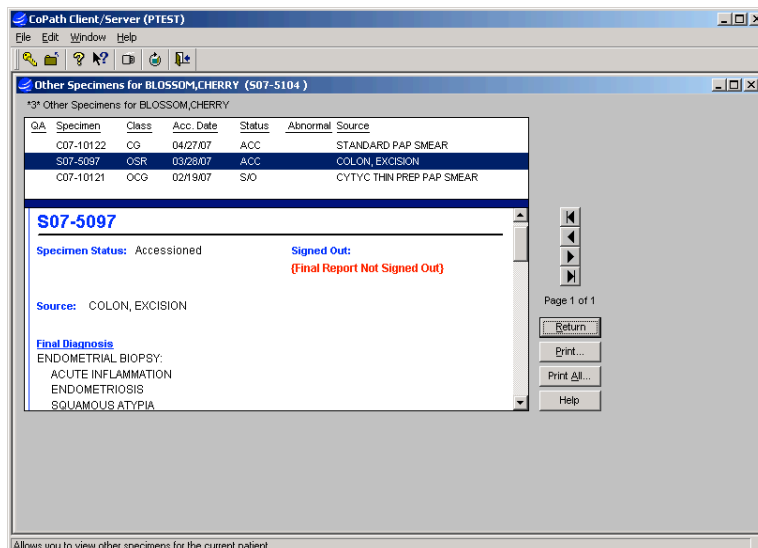 CoPath Client/Server (PTEST)
File Edit Window Help
Other Specimens for BLOSSOM,CHERRY (S07-5104 )
*3* Other Specimens for BLOSSOM,CHERRY
QA Specimen Class Acc. Date Status Abnormal Source
C07-10122 CG 04/27/07 ACC STANDARD PAP SMEAR
S07-5097 OSR 03/28/07 ACC COLON, EXCISION
C07-10121 OCG 02/19/07 S/O CYTYC THIN PREP PAP SMEAR
S07-5097
Specimen Status: Accessioned Signed Out:
{Final Report Not Signed Out}
Source: COLON, EXCISION
Page 1 of 1
Return
Final Diagnosis
ENDOMETRIAL BIOPSY:
Print...
ACUTE INFLAMMATION
Print All...
ENDOMETRIOSIS
SQUAMOUS ATYPIA
Help
Allows you to view other specimens for the current patient